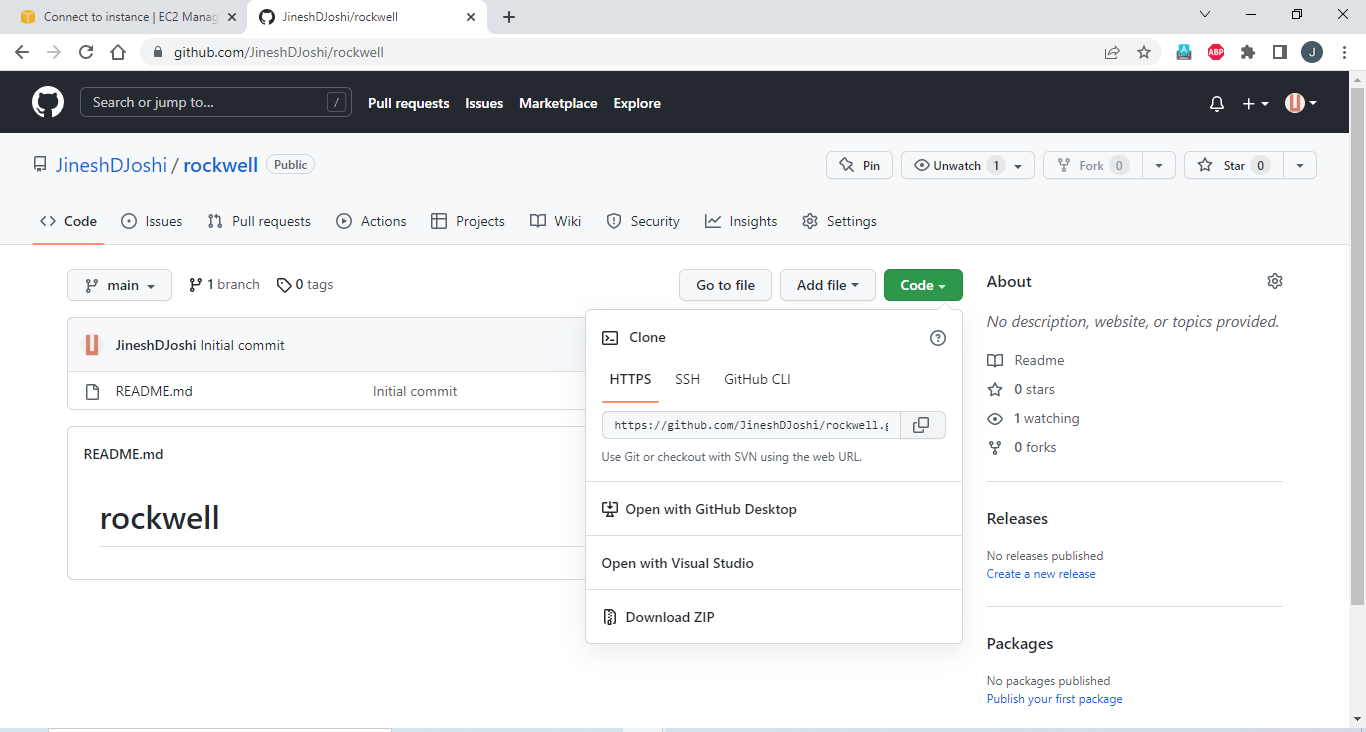 Connect to instance | EC2 Manag
JineshDJoshi/rockwell
github.com/JineshDJoshi/rockwell
ABP
J
Search or jump to...
/
Pull requests Issues Marketplace Explore
JineshDJoshi / rockwell Public
Pin
Unwatch 1
Fork 0
Star 0
Code Issues Pull requests Actions Projects Wiki Security Insights Settings
main
1 branch
0 tags
Go to file
Add file
Code
JineshDJoshi Initial commit
README.md Initial commit
README.md
rockwell
Clone
HTTPS SSH GitHub CLI
https://github.com/JineshDJoshi/rockwell.g
Use Git or checkout with SVN using the web URL.
Open with GitHub Desktop
Open with Visual Studio
Download ZIP
About
No description, website, or topics provided.
Readme
0 stars
1 watching
0 forks
Releases
No releases published
Create a new release
Packages
No packages published
Publish your first package